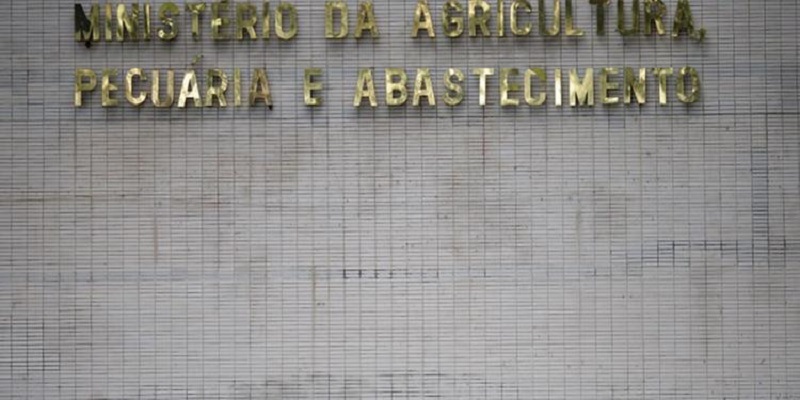 MINISTÉRIO DA AGRICULTURA,
PECUÁRIA E ABASTECIMENTO